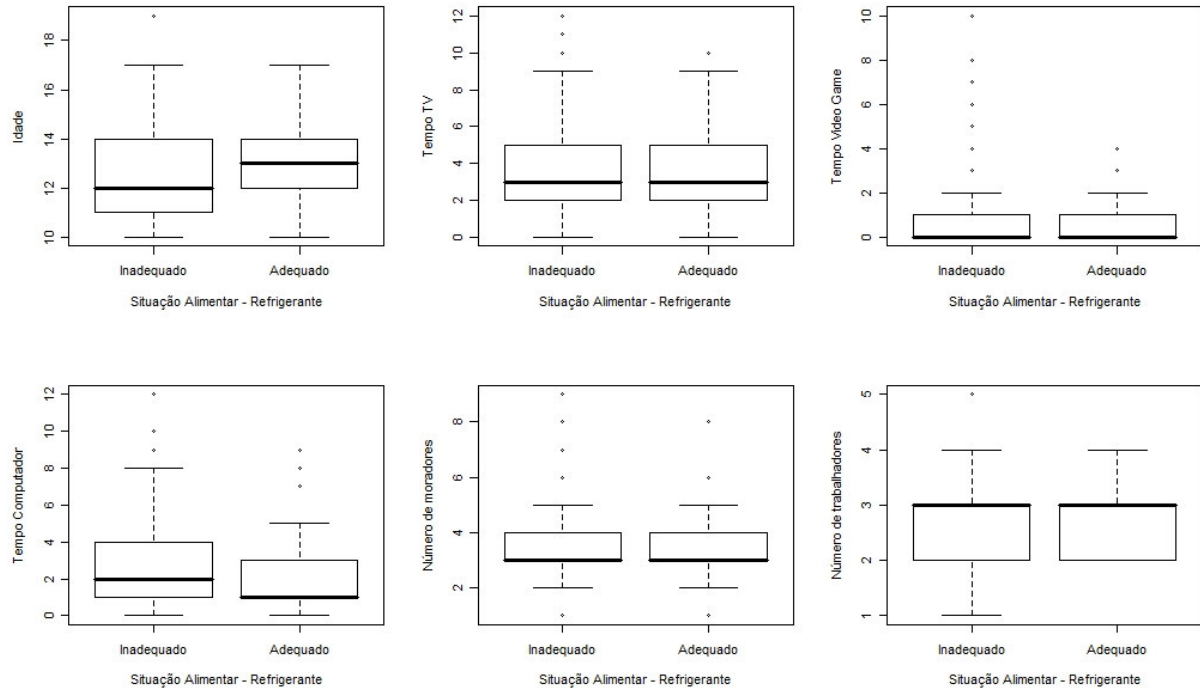 Idade
18
16
14
12
10
Inadequado Adequado
Situação Alimentar - Refrigerante
Tempo TV
12
10
8
6
4
2
0
Inadequado Adequado
Situação Alimentar - Refrigerante
Tempo Video Game
10
8
6
4
2
0
Inadequado Adequado
Situação Alimentar - Refrigerante
Tempo Computador
12
10
8
6
4
2
0
Inadequado Adequado
Situação Alimentar - Refrigerante
Número de moradores
8
6
4
2
Inadequado Adequado
Situação Alimentar - Refrigerante
Número de trabalhadores
5
4
3
2
1
Inadequado Adequado
Situação Alimentar - Refrigerante